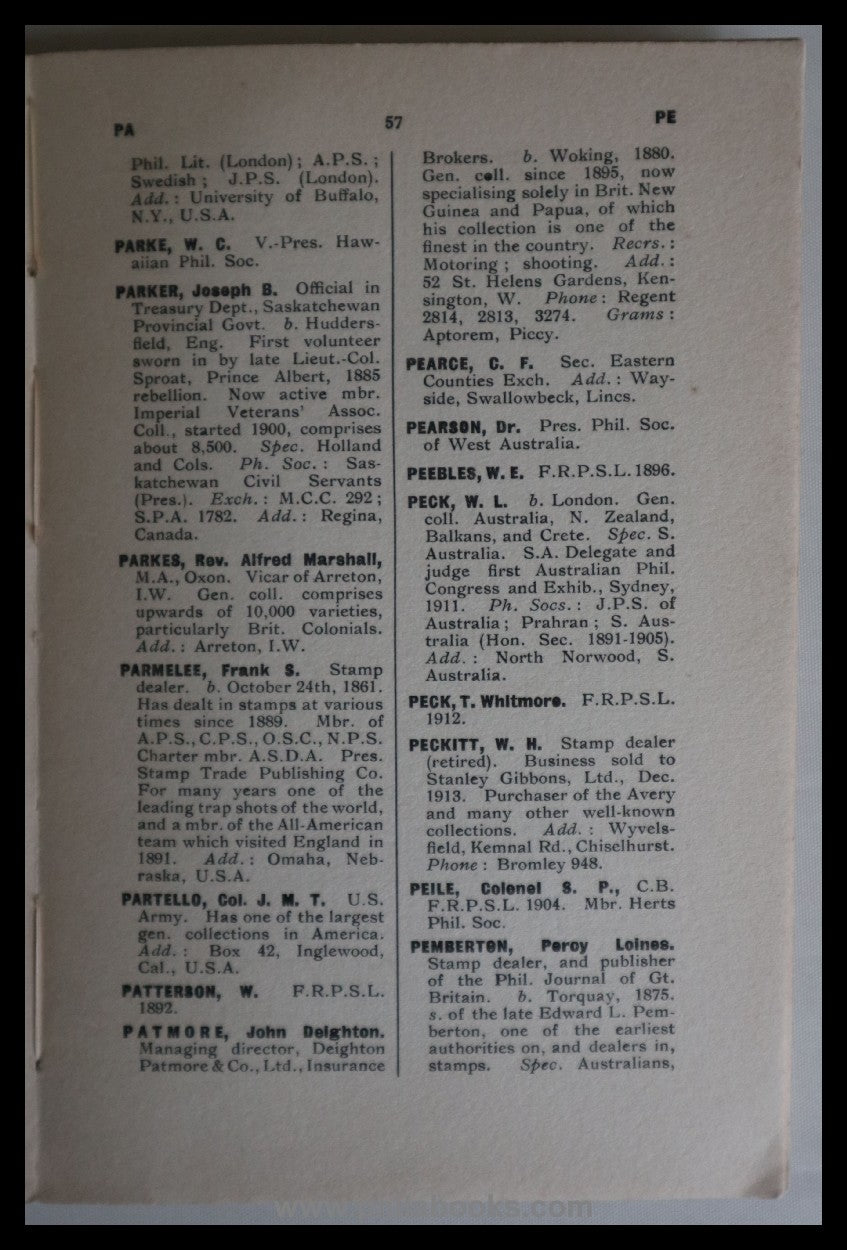 PA
57
PE
Phil. Lit. (London); A.P.S.;
Swedish; J.P.S. (London).
Add.: University of Buffalo,
N.Y., U.S.A.
PARKE, W. C. V.-Pres. Haw-
aiian Phil. Soc.
PARKER, Joseph B. Official in
Treasury Dept., Saskatchewan
Provincial Govt. b. Hudders-
field, Eng. First volunteer
sworn in by late Lieut.-Col.
Sproat, Prince Albert, 1885
rebellion. Now active mbr.
Imperial Veterans' Assoc.
Coll., started 1900, comprises
about 8,500. Spec. Holland
and Cols. Ph. Soc.: Sas-
katchewan Civil Servants
(Pres.). Exch.: M.C.C. 292;
S.P.A. 1782. Add.: Regina,
Canada.
PARKES, Rev. Alfred Marshall,
M.A., Oxon. Vicar of Arreton,
I.W. Gen. coll. comprises
upwards of 10,000 varieties,
particularly Brit. Colonials.
Add.: Arreton, I.W.
PARMELEE, Frank S. Stamp
dealer. b. October 24th, 1861.
Has dealt in stamps at various
times since 1889. Mbr. of
A.P.S., C.P.S., O.S.C., N.P.S.
Charter mbr. A.S.D.A. Pres.
Stamp Trade Publishing Co.
For many years one of the
leading trap shots of the world,
and a mbr. of the All-American
team which visited England in
1891. Add.: Omaha, Neb-
raska, U.S.A.
PARTELLO, Col. J. M. T. U.S.
Army. Has one of the largest
gen. collections in America.
Add.: Box 42, Inglewood,
Cal., U.S.A.
PATTERSON, W. F.R.P.S.L.
1892.
PATMORE, John Deighton.
Managing director, Deighton
Patmore & Co., Ltd., Insurance
Brokers. b. Woking, 1880.
Gen. coll. since 1895, now
specialising solely in Brit. New
Guinea and Papua, of which
his collection is one of the
finest in the country. Recrs.:
Motoring; shooting. Add.:
52 St. Helens Gardens, Ken-
sington, W. Phone: Regent
2814, 2813, 3274. Grams:
Aptorem, Piccy.
PEARCE, C. F. Sec. Eastern
Counties Exch. Add.: Way-
side, Swallowbeck, Lincs.
PEARSON, Dr. Pres. Phil. Soc.
of West Australia.
PEEBLES, W. E. F.R.P.S.L. 1896.
PECK, W. L. b. London. Gen.
coll. Australia, N. Zealand,
Balkans, and Crete. Spec. S.
Australia. S.A. Delegate and
judge first Australian Phil.
Congress and Exhib., Sydney,
1911. Ph. Socs.: J.P.S. of
Australia; Prahran; S. Aus-
tralia (Hon. Sec. 1891-1905).
Add.: North Norwood, S.
Australia.
PECK, T. Whitmore. F.R.P.S.L.
1912.
PECKITT, W. H. Stamp dealer
(retired). Business sold to
Stanley Gibbons, Ltd., Dec.
1913. Purchaser of the Avery
and many other well-known
collections. Add.: Wyvels-
field, Kemnal Rd., Chiselhurst.
Phone: Bromley 948.
PEILE, Colonel S. P., C.B.
F.R.P.S.L. 1904. Mbr. Herts
Phil. Soc.
PEMBERTON, Percy Loines.
Stamp dealer, and publisher
of the Phil. Journal of Gt.
Britain. b. Torquay, 1875.
s. of the late Edward L. Pem-
berton, one of the earliest
authorities on, and dealers in,
stamps. Spec. Australians,